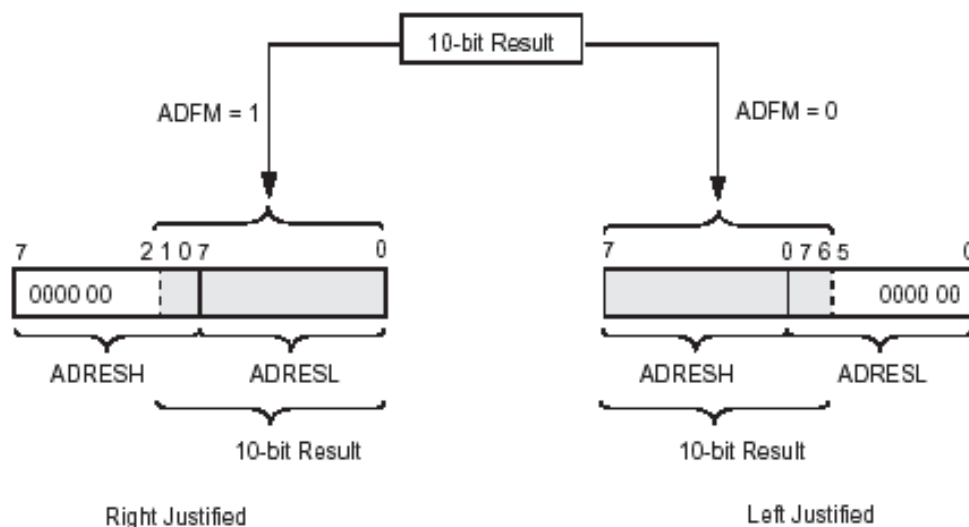 10-bit Result
ADFM = 1
ADFM = 0
7 2 1 0 7 0
7 0 7 6 5 0
0000 00
0000 00
ADRESH ADRESL
ADRESH ADRESL
10-bit Result
10-bit Result
Right Justified
Left Justified